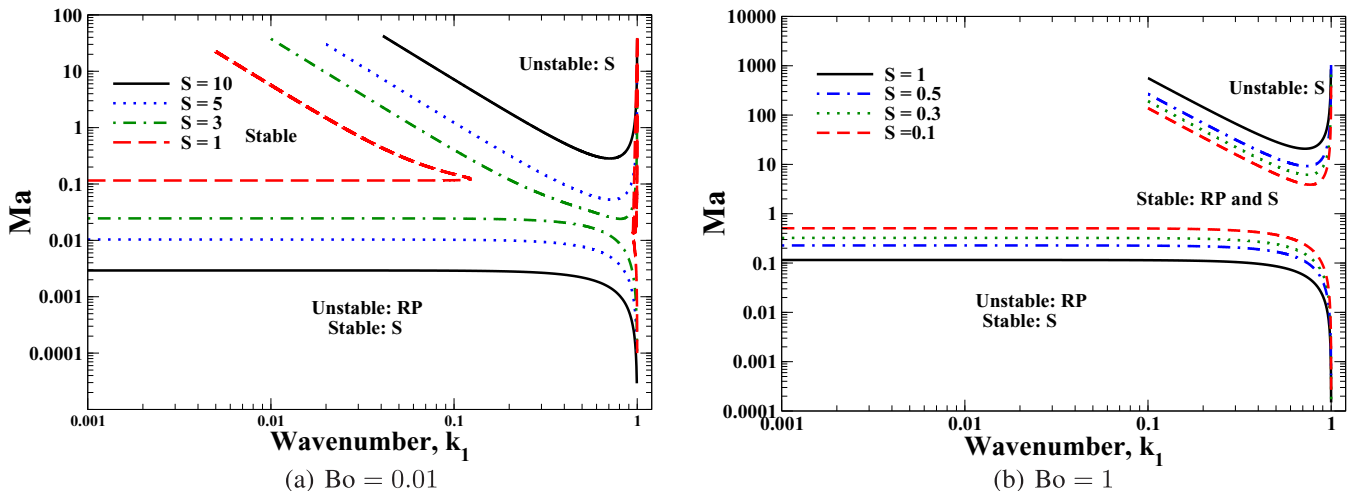 100
10
1
0.1
0.01
0.001
0.0001
Ma
S = 10
S = 5
S = 3
S = 1
Stable
Unstable: S
Unstable: RP
Stable: S
0.001
0.01
0.1
1
Wavenumber, k1
(a) Bo = 0.01
10000
1000
100
10
1
0.1
0.01
0.001
0.0001
Ma
S = 1
S = 0.5
S = 0.3
S =0.1
Unstable: S
Stable: RP and S
Unstable: RP
Stable: S
0.001
0.01
0.1
1
Wavenumber, k1
(b) Bo = 1